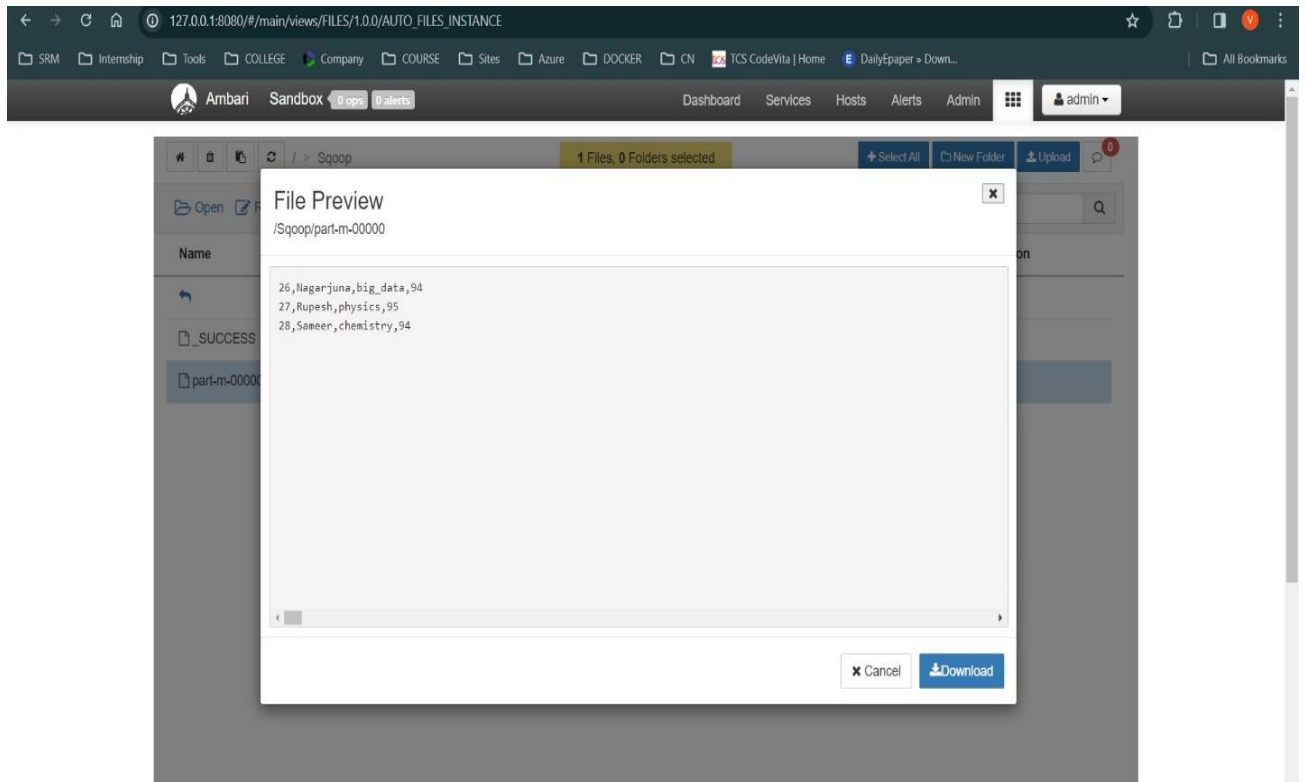 127.0.0.1:8080/#/main/views/FILES/1.0.0/AUTO_FILES_INSTANCE
V
SRM Internship Tools COLLEGE Company COURSE Sites Azure DOCKER CN TCS CodeVita | Home E DailyEpaper » Down... All Bookmarks
Ambari Sandbox 0 ops 0 alerts Dashboard Services Hosts Alerts Admin admin
/ > Sqoop 1 Files, 0 Folders selected + Select All New Folder Upload 0
Open
File Preview
/Sqoop/part-m-00000
Name
26,Nagarjuna,big_data,94
27,Rupesh,physics,95
28,Sameer,chemistry,94
_SUCCESS
part-m-00000
Cancel Download